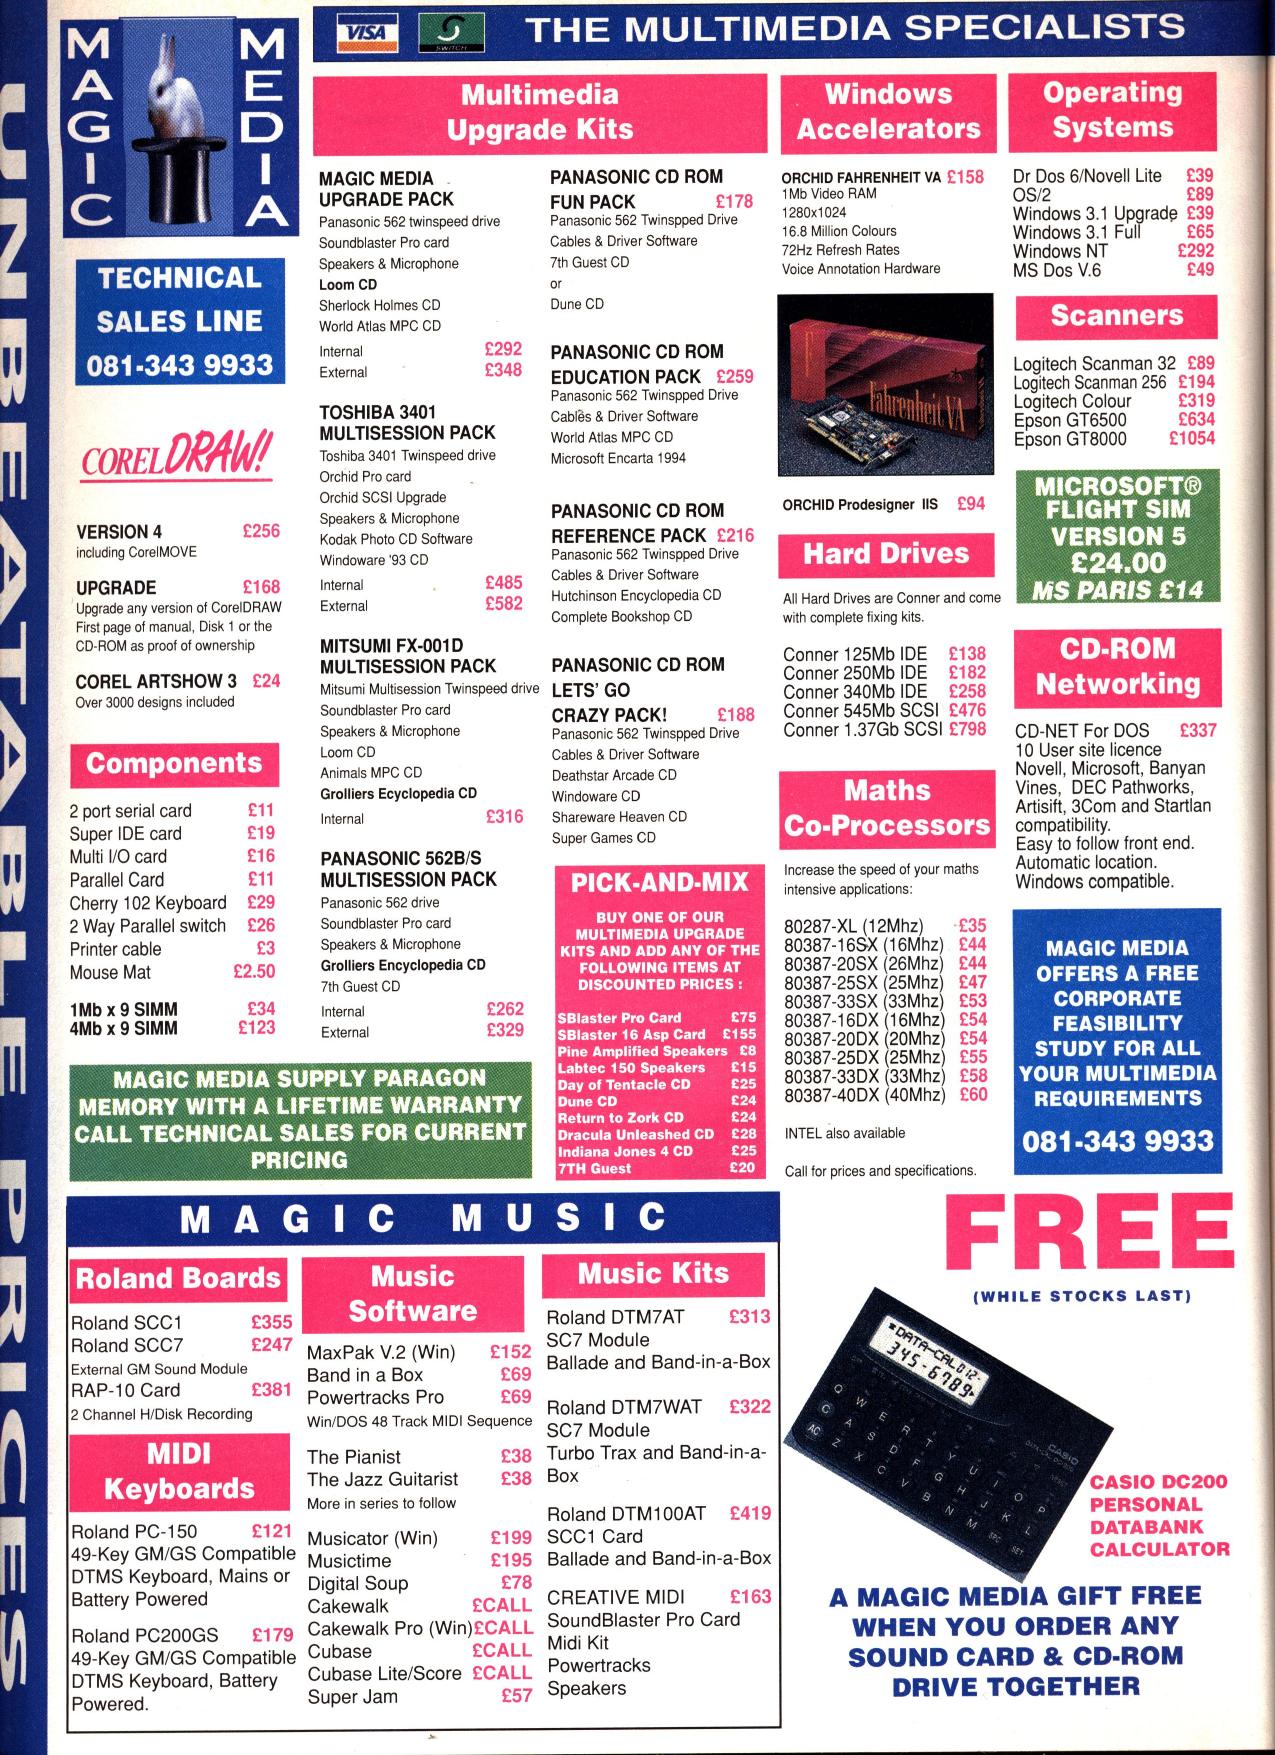 UNBEATABLE PRICES
MAGIC
MEDIA
VISA
SWITCH
THE MULTIMEDIA SPECIALISTS
TECHNICAL
SALES LINE
081-343 9933
CORELDRAW!
VERSION 4 £256
including CorelMOVE
UPGRADE £168
Upgrade any version of CorelDRAW
First page of manual, Disk 1 or the
CD-ROM as proof of ownership
COREL ARTSHOW 3 £24
Over 3000 designs included
Components
2 port serial card £11
Super IDE card £19
Multi I/O card £16
Parallel Card £11
Cherry 102 Keyboard £29
2 Way Parallel switch £26
Printer cable £3
Mouse Mat £2.50
1Mb x 9 SIMM £34
4Mb x 9 SIMM £123
Multimedia
Upgrade Kits
MAGIC MEDIA
UPGRADE PACK
Panasonic 562 twinspeed drive
Soundblaster Pro card
Speakers & Microphone
Loom CD
Sherlock Holmes CD
World Atlas MPC CD
Internal £292
External £348
TOSHIBA 3401
MULTISESSION PACK
Toshiba 3401 Twinspeed drive
Orchid Pro card
Orchid SCSI Upgrade
Speakers & Microphone
Kodak Photo CD Software
Windoware '93 CD
Internal £485
External £582
MITSUMI FX-001D
MULTISESSION PACK
Mitsumi Multisession Twinspeed drive
Soundblaster Pro card
Speakers & Microphone
Loom CD
Animals MPC CD
Grolliers Ecyclopedia CD
Internal £316
PANASONIC 562B/S
MULTISESSION PACK
Panasonic 562 drive
Soundblaster Pro card
Speakers & Microphone
Grolliers Encyclopedia CD
7th Guest CD
Internal £262
External £329
PANASONIC CD ROM
FUN PACK £178
Panasonic 562 Twinspped Drive
Cables & Driver Software
7th Guest CD
or
Dune CD
PANASONIC CD ROM
EDUCATION PACK £259
Panasonic 562 Twinspped Drive
Cables & Driver Software
World Atlas MPC CD
Microsoft Encarta 1994
PANASONIC CD ROM
REFERENCE PACK £216
Panasonic 562 Twinspped Drive
Cables & Driver Software
Hutchinson Encyclopedia CD
Complete Bookshop CD
PANASONIC CD ROM
LETS' GO
CRAZY PACK! £188
Panasonic 562 Twinspped Drive
Cables & Driver Software
Deathstar Arcade CD
Windoware CD
Shareware Heaven CD
Super Games CD
PICK-AND-MIX
BUY ONE OF OUR
MULTIMEDIA UPGRADE
KITS AND ADD ANY OF THE
FOLLOWING ITEMS AT
DISCOUNTED PRICES :
SBlaster Pro Card £75
SBlaster 16 Asp Card £155
Pine Amplified Speakers £8
Labtec 150 Speakers £15
Day of Tentacle CD £25
Dune CD £24
Return to Zork CD £24
Dracula Unleashed CD £28
Indiana Jones 4 CD £25
7TH Guest £20
MAGIC MEDIA SUPPLY PARAGON
MEMORY WITH A LIFETIME WARRANTY
CALL TECHNICAL SALES FOR CURRENT
PRICING
Windows
Accelerators
ORCHID FAHRENHEIT VA £158
1Mb Video RAM
1280x1024
16.8 Million Colours
72Hz Refresh Rates
Voice Annotation Hardware
Fahrenheit VA
ORCHID Prodesigner IIS £94
Hard Drives
All Hard Drives are Conner and come
with complete fixing kits.
Conner 125Mb IDE £138
Conner 250Mb IDE £182
Conner 340Mb IDE £258
Conner 545Mb SCSI £476
Conner 1.37Gb SCSI £798
Maths
Co-Processors
Increase the speed of your maths
intensive applications:
80287-XL (12Mhz) £35
80387-16SX (16Mhz) £44
80387-20SX (26Mhz) £44
80387-25SX (25Mhz) £47
80387-33SX (33Mhz) £53
80387-16DX (16Mhz) £54
80387-20DX (20Mhz) £54
80387-25DX (25Mhz) £55
80387-33DX (33Mhz) £58
80387-40DX (40Mhz) £60
INTEL also available
Call for prices and specifications.
Operating
Systems
Dr Dos 6/Novell Lite £39
OS/2 £89
Windows 3.1 Upgrade £39
Windows 3.1 Full £65
Windows NT £292
MS Dos V.6 £49
Scanners
Logitech Scanman 32 £89
Logitech Scanman 256 £194
Logitech Colour £319
Epson GT6500 £634
Epson GT8000 £1054
MICROSOFT®
FLIGHT SIM
VERSION 5
£24.00
MS PARIS £14
CD-ROM
Networking
CD-NET For DOS £337
10 User site licence
Novell, Microsoft, Banyan
Vines, DEC Pathworks,
Artisift, 3Com and Startlan
compatibility.
Easy to follow front end.
Automatic location.
Windows compatible.
MAGIC MEDIA
OFFERS A FREE
CORPORATE
FEASIBILITY
STUDY FOR ALL
YOUR MULTIMEDIA
REQUIREMENTS
081-343 9933
MAGIC MUSIC
Roland Boards
Roland SCC1 £355
Roland SCC7 £247
External GM Sound Module
RAP-10 Card £381
2 Channel H/Disk Recording
MIDI
Keyboards
Roland PC-150 £121
49-Key GM/GS Compatible
DTMS Keyboard, Mains or
Battery Powered
Roland PC200GS £179
49-Key GM/GS Compatible
DTMS Keyboard, Battery
Powered.
Music
Software
MaxPak V.2 (Win) £152
Band in a Box £69
Powertracks Pro £69
Win/DOS 48 Track MIDI Sequence
The Pianist £38
The Jazz Guitarist £38
More in series to follow
Musicator (Win) £199
Musictime £195
Digital Soup £78
Cakewalk £CALL
Cakewalk Pro (Win) £CALL
Cubase £CALL
Cubase Lite/Score £CALL
Super Jam £57
Music Kits
Roland DTM7AT £313
SC7 Module
Ballade and Band-in-a-Box
Roland DTM7WAT £322
SC7 Module
Turbo Trax and Band-in-a-
Box
Roland DTM100AT £419
SCC1 Card
Ballade and Band-in-a-Box
CREATIVE MIDI £163
SoundBlaster Pro Card
Midi Kit
Powertracks
Speakers
FREE
(WHILE STOCKS LAST)
*DATA-CAL012-
345-6789
CASIO
Q W E R T Y U I O P
C A S D F G H J K L
AC Z X C V B N M SPC SET
CASIO DC200
PERSONAL
DATABANK
CALCULATOR
A MAGIC MEDIA GIFT FREE
WHEN YOU ORDER ANY
SOUND CARD & CD-ROM
DRIVE TOGETHER